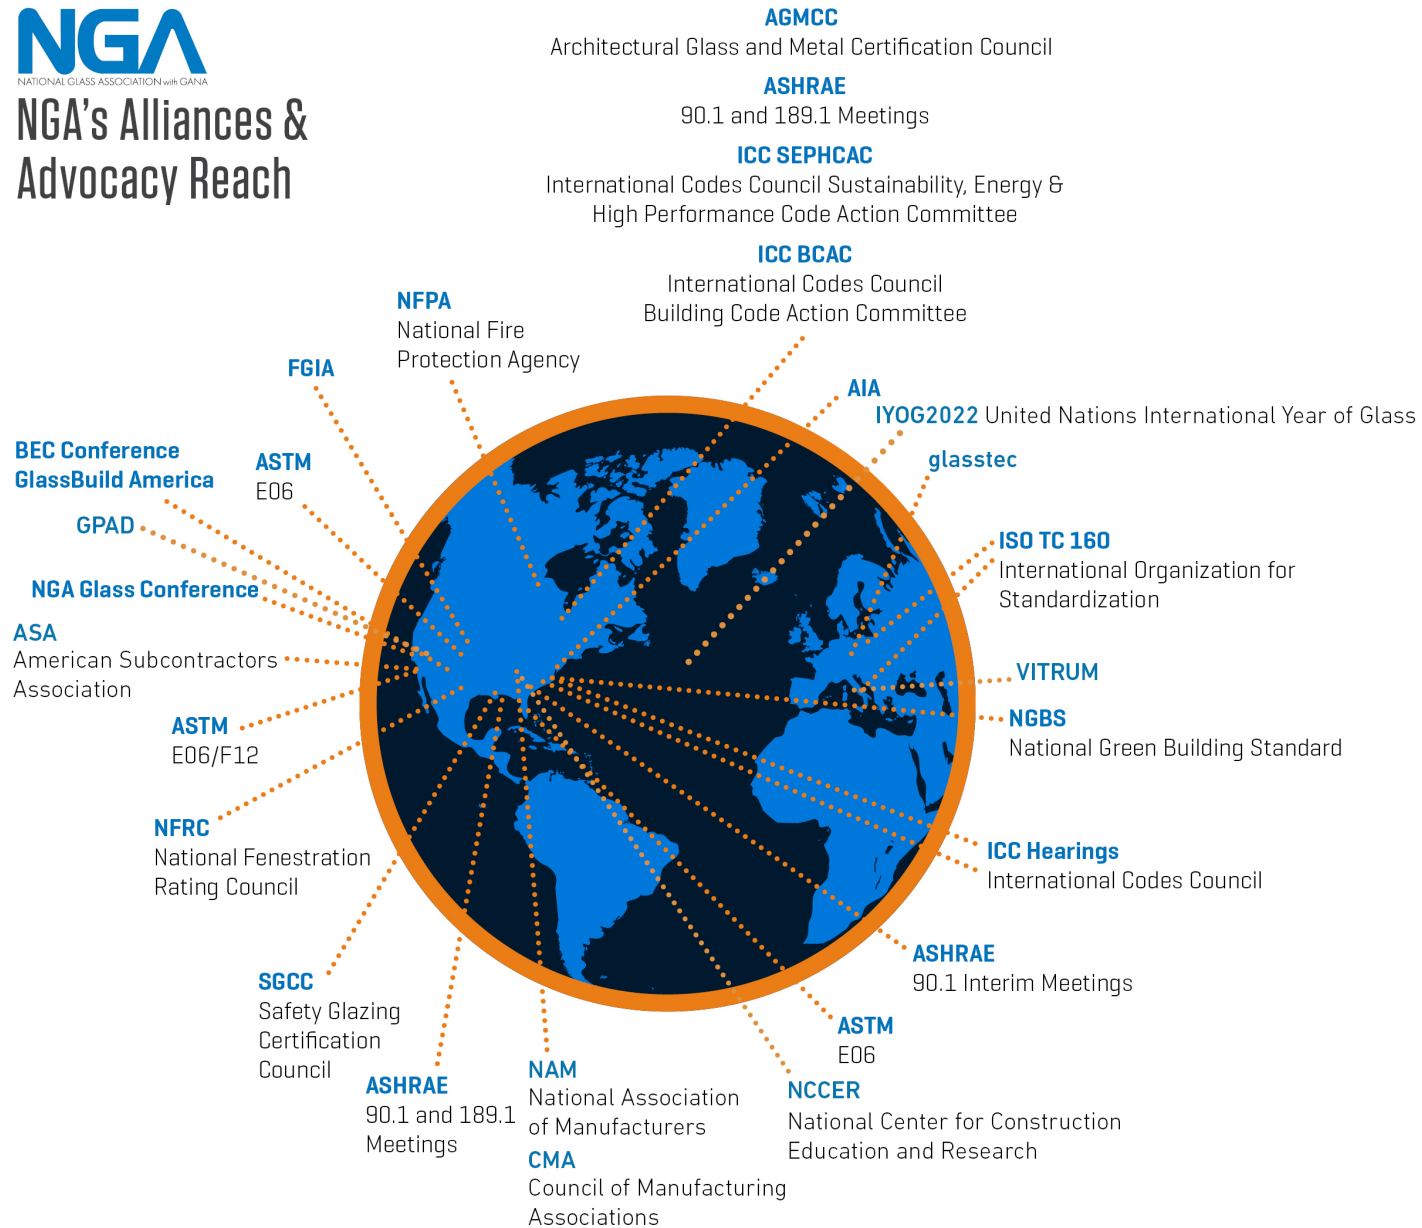 NGA
NATIONAL GLASS ASSOCIATION with GANA
NGA's Alliances &
Advocacy Reach
AGMCC
Architectural Glass and Metal Certification Council
ASHRAE
90.1 and 189.1 Meetings
ICC SEPHCAC
International Codes Council Sustainability, Energy &
High Performance Code Action Committee
ICC BCAC
International Codes Council
Building Code Action Committee
NFPA
National Fire
Protection Agency
FGIA
AIA
IYOG2022 United Nations International Year of Glass
glasstec
BEC Conference
GlassBuild America
ASTM
E06
GPAD
NGA Glass Conference
ISO TC 160
International Organization for
Standardization
ASA
American Subcontractors
Association
VITRUM
NGBS
National Green Building Standard
ASTM
E06/F12
NFRC
National Fenestration
Rating Council
ICC Hearings
International Codes Council
ASHRAE
90.1 Interim Meetings
SGCC
Safety Glazing
Certification
Council
ASTM
E06
ASHRAE
90.1 and 189.1
Meetings
NAM
National Association
of Manufacturers
CMA
Council of Manufacturing
Associations
NCCER
National Center for Construction
Education and Research